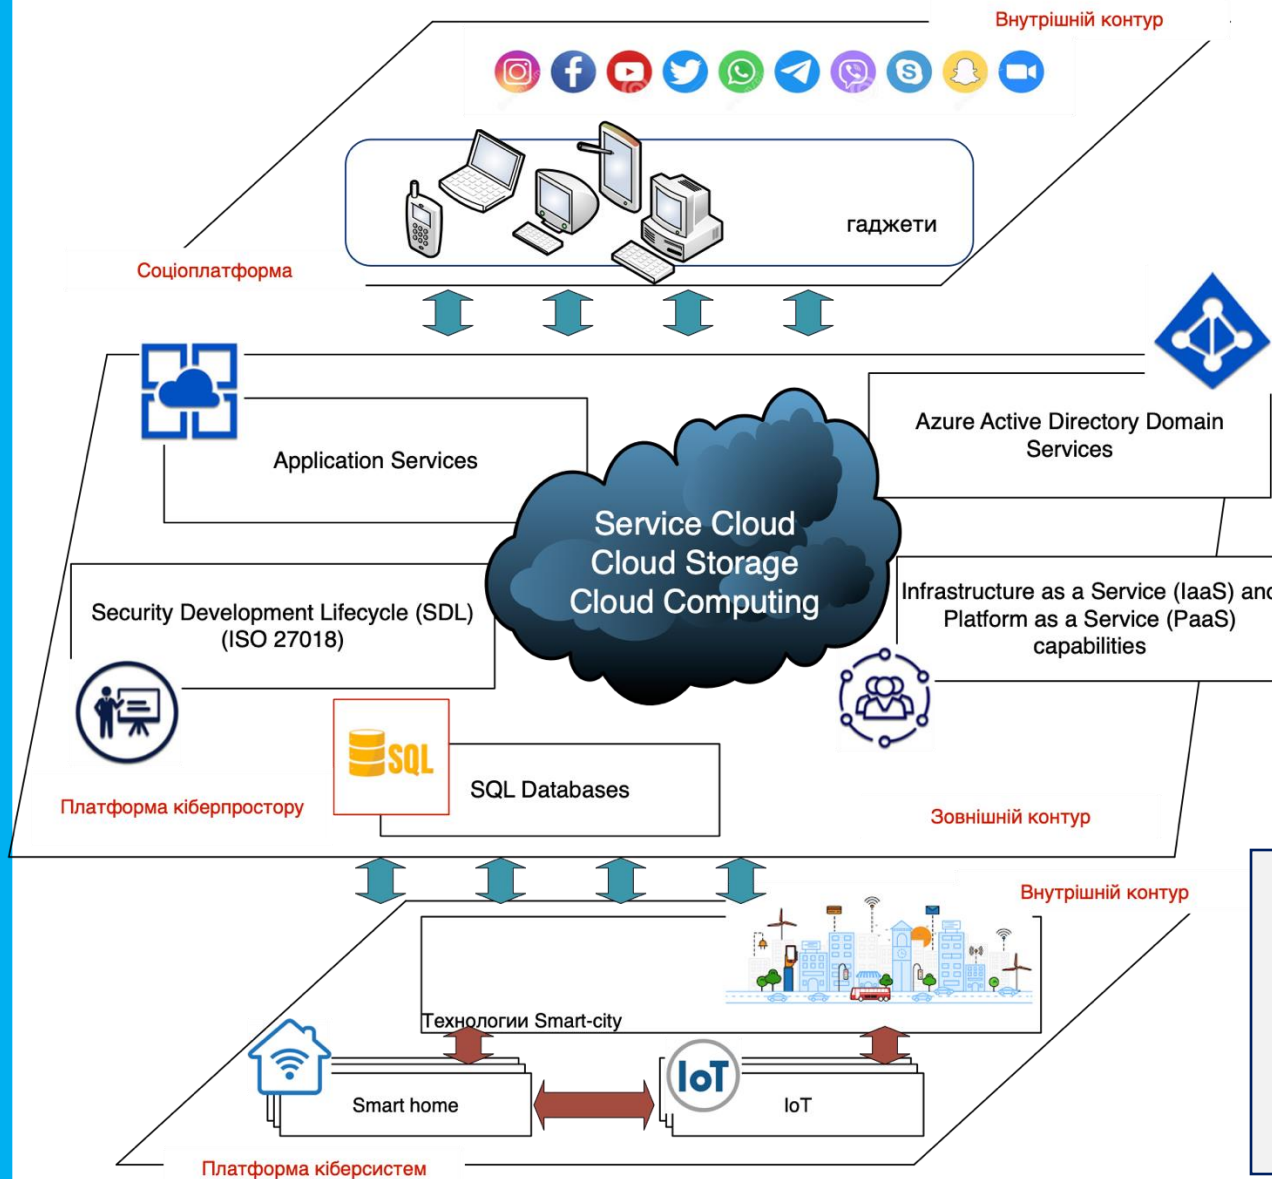 Внутрішній контур
гаджети
Соціоплатформа
Azure Active Directory Domain
Services
Application Services
Service Cloud
Cloud Storage
Cloud Computing
Security Development Lifecycle (SDL)
(ISO 27018)
Infrastructure as a Service (IaaS) and
Platform as a Service (PaaS)
capabilities
SQL
SQL Databases
Платформа кіберпростору
Зовнішній контур
Внутрішній контур
Технологии Smart-city
IoT
Smart home
IoT
Платформа кіберсистем